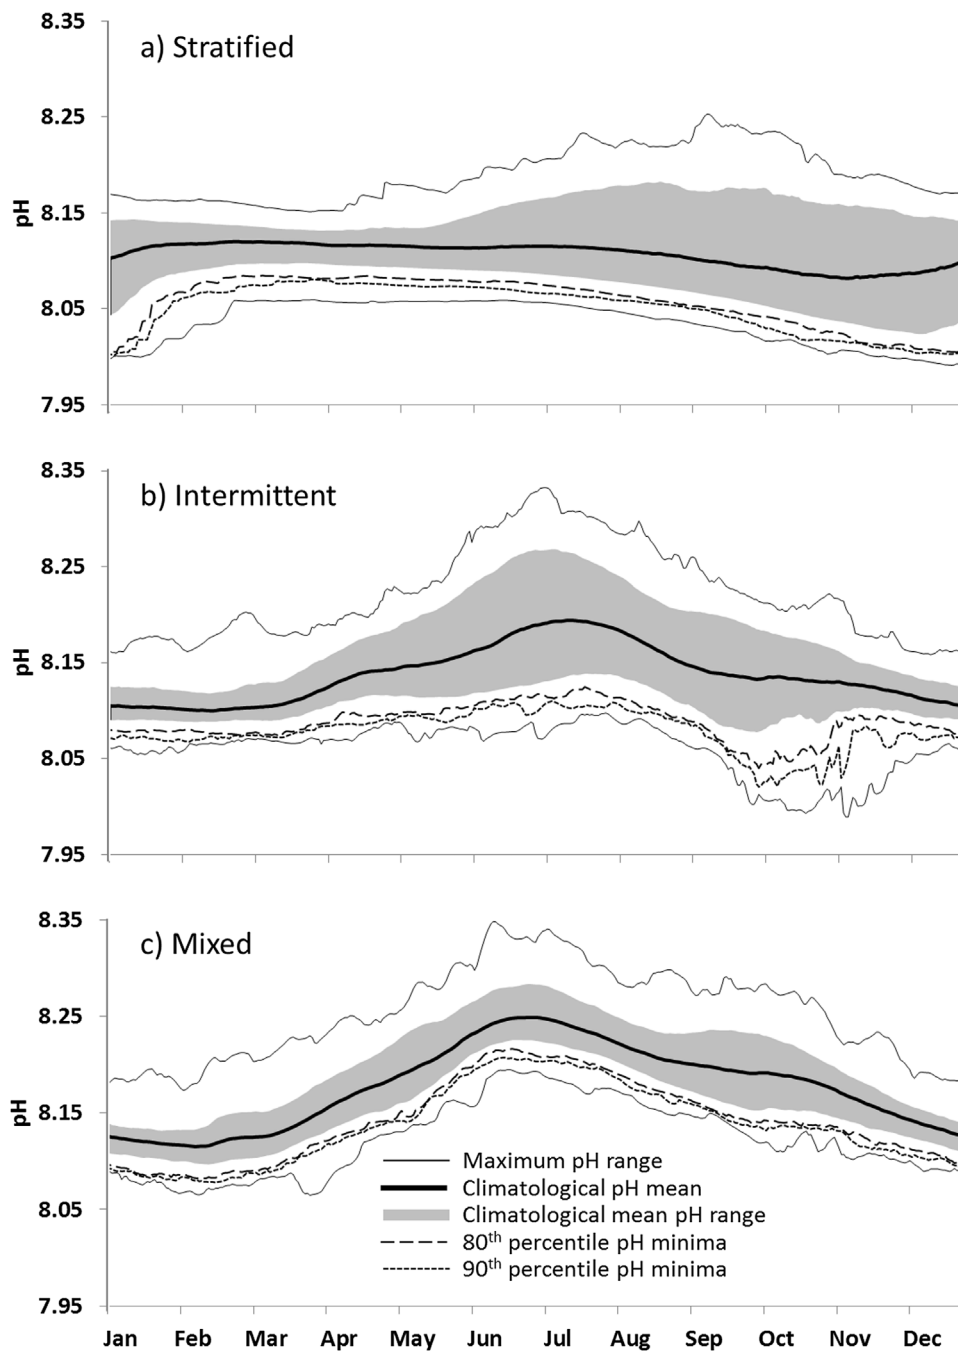 8.35
a) Stratified
8.25
pH
8.15
8.05
7.95
8.35
b) Intermittent
8.25
pH
8.15
8.05
7.95
8.35
c) Mixed
8.25
pH
8.15
8.05
7.95
Maximum pH range
Climatological pH mean
Climatological mean pH range
80th percentile pH minima
90th percentile pH minima
Jan Feb Mar Apr May Jun Jul Aug Sep Oct Nov Dec